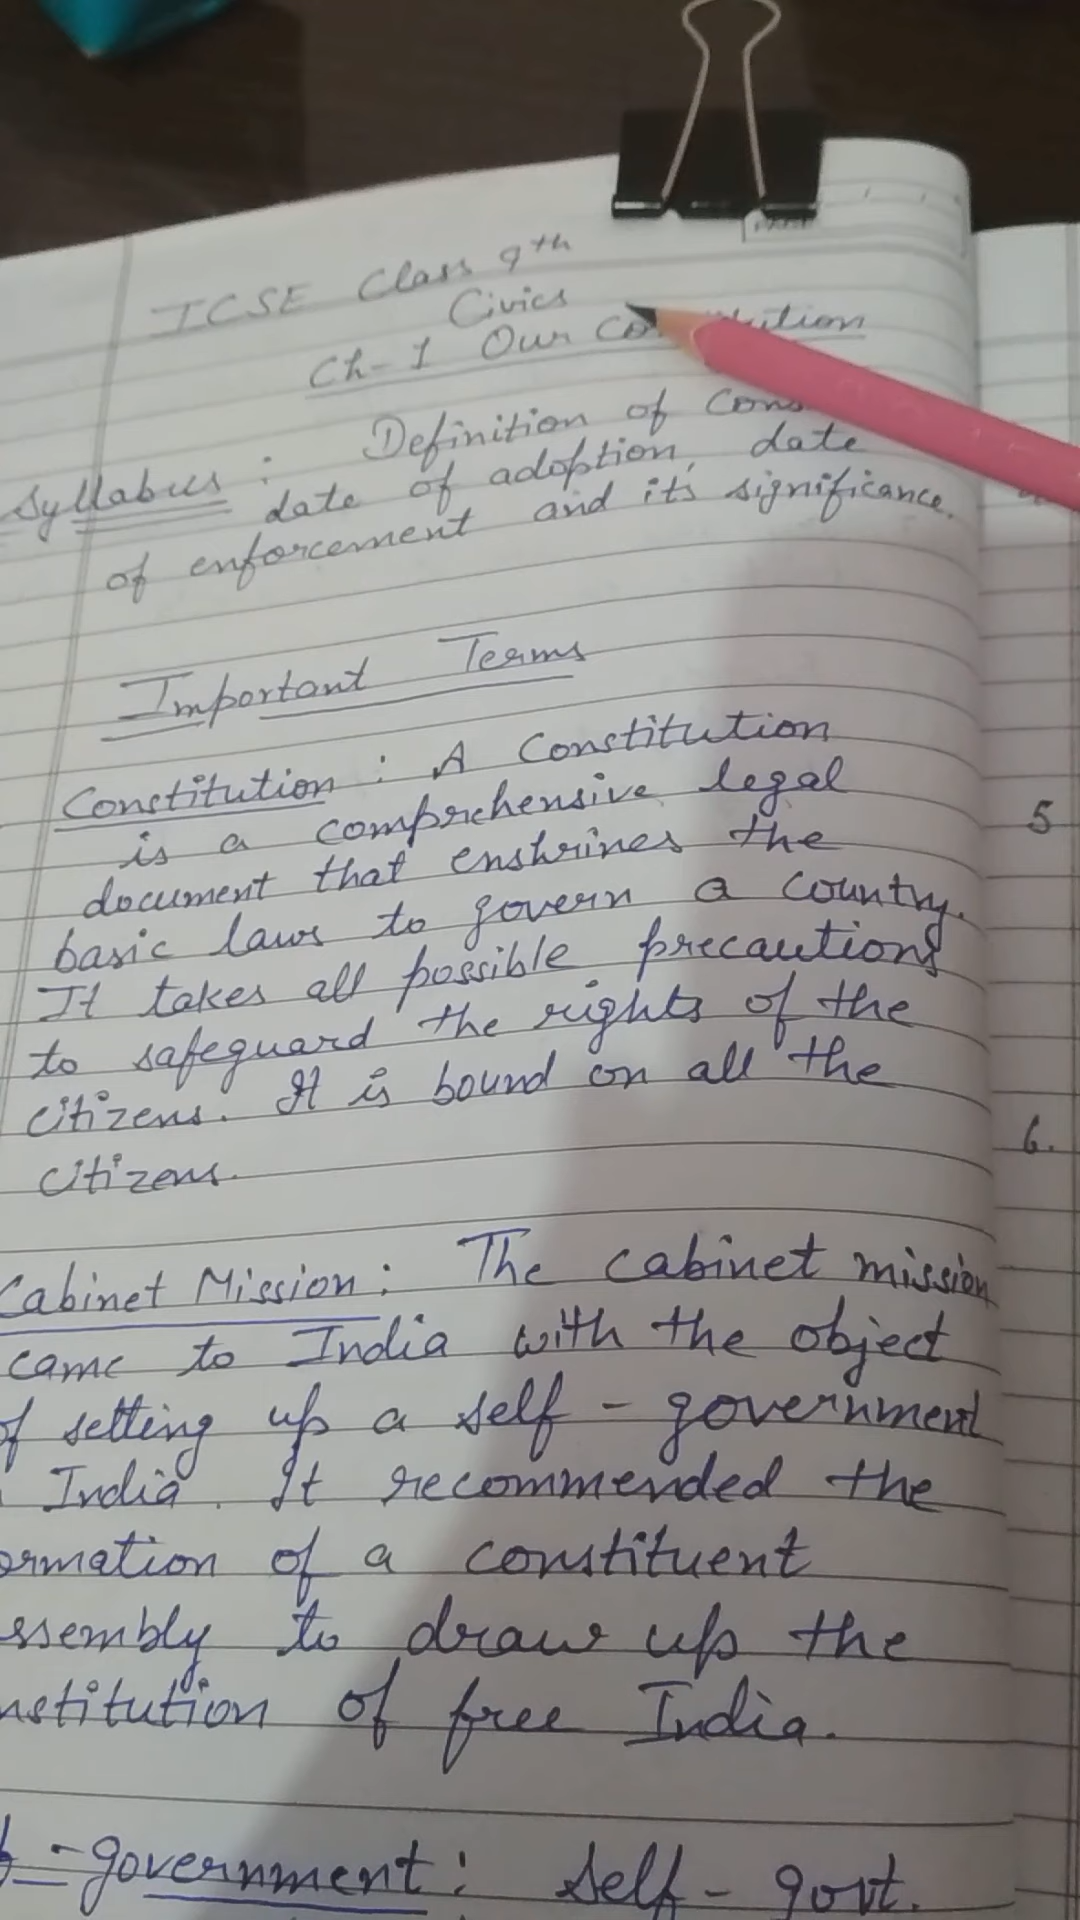 ICSE Class 9th
Civics
Ch-1 Our
Syllabus : Definition of
date of adoption, date
of enforcement and its significance.
Important Terms
Constitution : A Constitution
is a comprehensive legal
document that enshrines the
basic laws to govern a country.
It takes all possible precautions
to safeguard the rights of the
citizens. It is bound on all the
citizens.
Cabinet Mission : The cabinet mission
came to India with the object
of setting up a self - government
India. It recommended the
ormation of a constituent
ssembly to draw up the
nstitution of free India.
-government : Self - govt.
5
6.